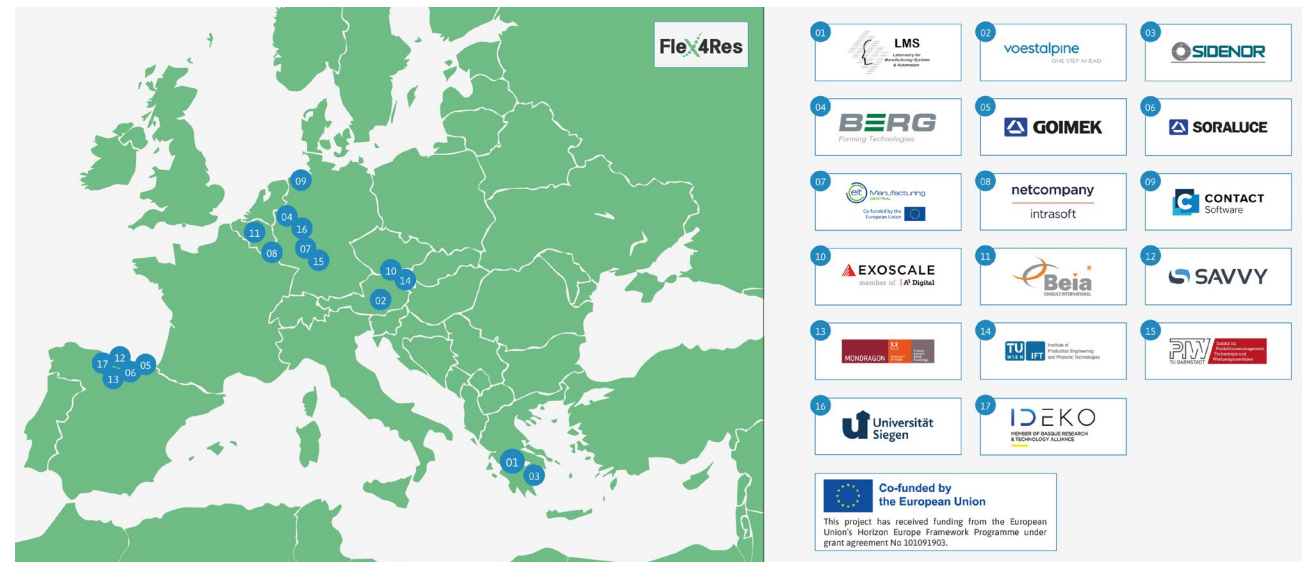 Flex4Res
09
04
16
11
07
08
15
10
14
02
17
12
05
06
13
01
03
01
LMS
Laboratory for
Manufacturing Systems
& Automation
02
voestalpine
ONE STEP AHEAD.
03
SIDENOR
04
BERG
Forming Technologies
05
GOIMEK
06
SORALUCE
07
eit Manufacturing
CENTRAL
Co-funded by the
European Union
08
netcompany
intrasoft
09
C CONTACT
Software
10
EXOSCALE
member of | A1 Digital
11
Beia ®
CONSULT INTERNATIONAL
12
SAVVY
13
MONDRAGON
14
TU
WIEN IFT
Institute of
Production Engineering
and Photonic Technologies
15
PTW
TU DARMSTADT
Institut für
Produktionsmanagement,
Technologie und
Werkzeugmaschinen
16
Universität
Siegen
17
IDEKO
MEMBER OF BASQUE RESEARCH
& TECHNOLOGY ALLIANCE
Co-funded by
the European Union
This project has received funding from the European
Union's Horizon Europe Framework Programme under
grant agreement No 101091903.